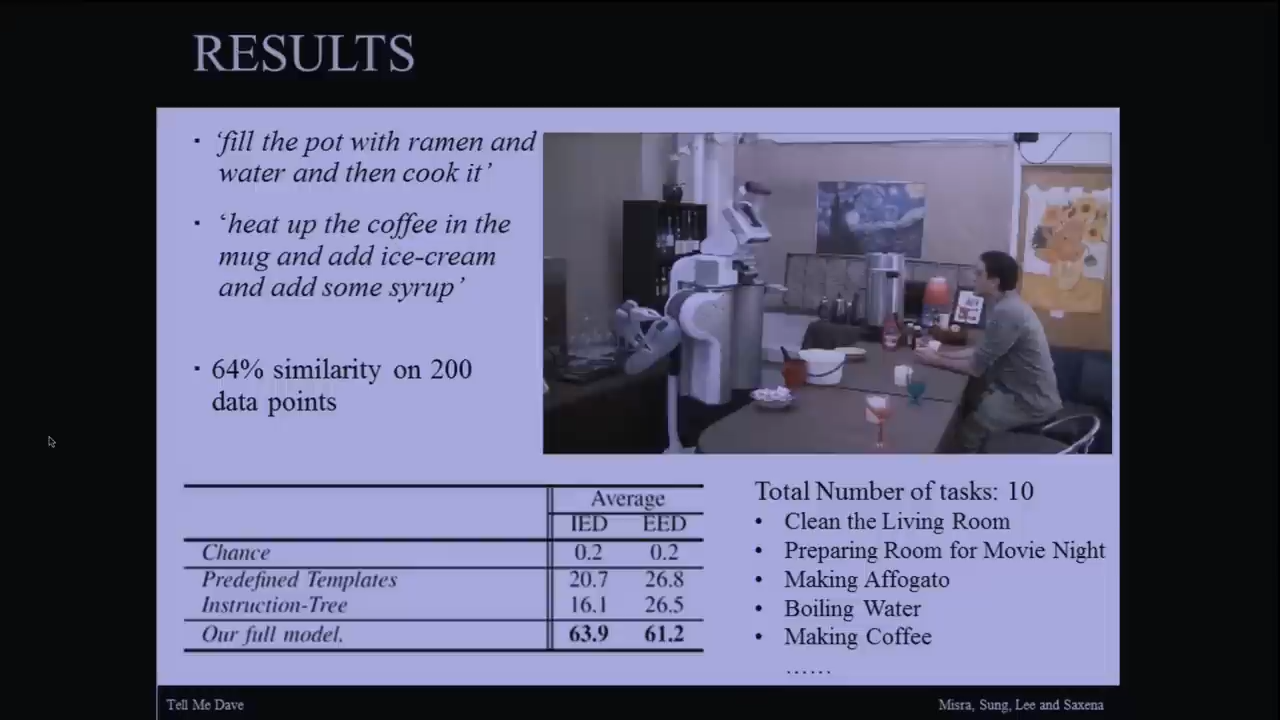 RESULTS
· ‘fill the pot with ramen and
water and then cook it’
· ‘heat up the coffee in the
mug and add ice-cream
and add some syrup’
· 64% similarity on 200
data points
Average
IED EED
Chance 0.2 0.2
Predefined Templates 20.7 26.8
Instruction-Tree 16.1 26.5
Our full model. 63.9 61.2
Total Number of tasks: 10
• Clean the Living Room
• Preparing Room for Movie Night
• Making Affogato
• Boiling Water
• Making Coffee
......
Tell Me Dave
Misra, Sung, Lee and Saxena